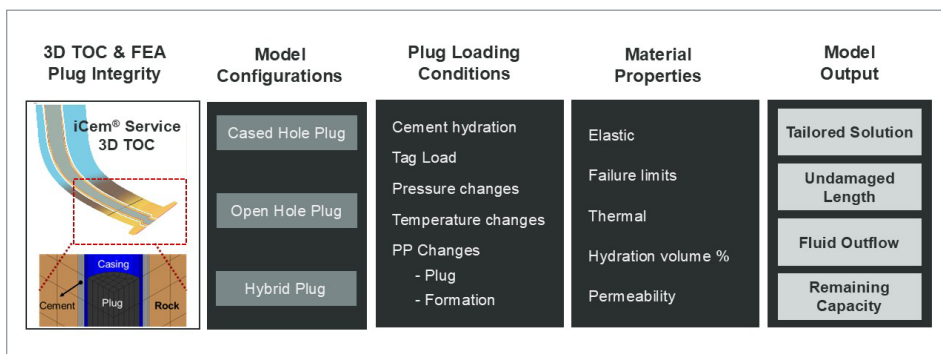 3D TOC & FEA
Plug Integrity
iCem® Service
3D TOC
Casing
Cement
Plug
Rock
Model
Configurations
Cased Hole Plug
Open Hole Plug
Hybrid Plug
Plug Loading
Conditions
Cement hydration
Tag Load
Pressure changes
Temperature changes
PP Changes
- Plug
- Formation
Material
Properties
Elastic
Failure limits
Thermal
Hydration volume %
Permeability
Model
Output
Tailored Solution
Undamaged
Length
Fluid Outflow
Remaining
Capacity